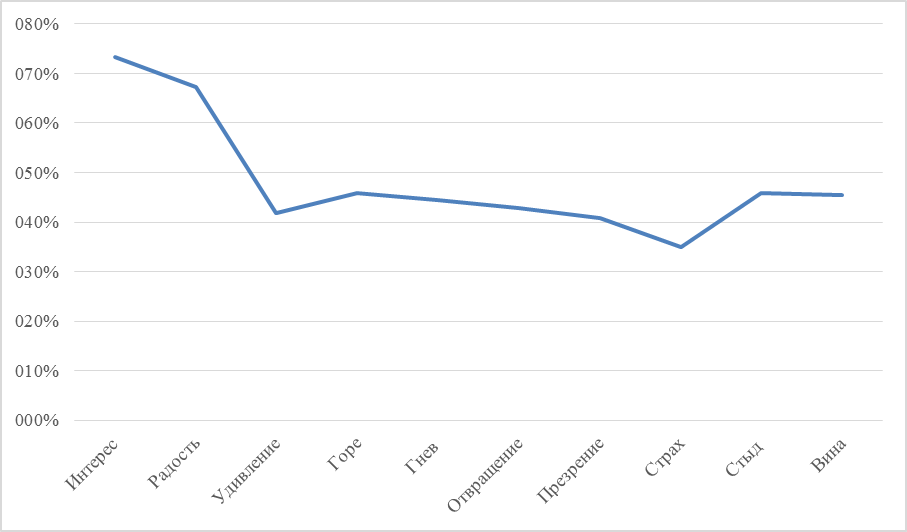 080%
070%
060%
050%
040%
030%
020%
010%
000%
Интерес
Радость
Удивление
Горе
Гнев
Отвращение
Презрение
Страх
Стыд
Вина